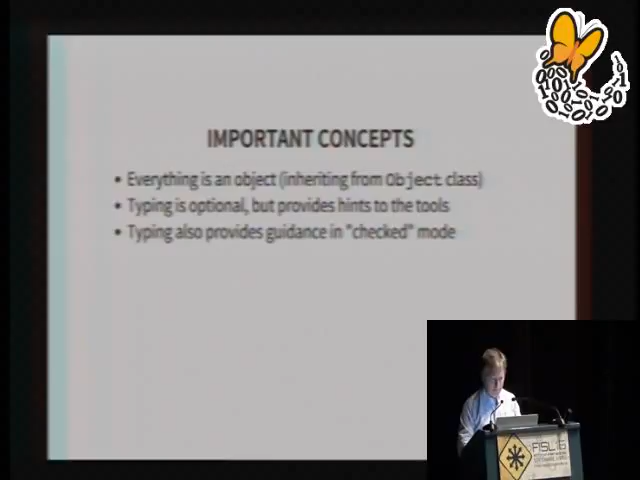 IMPORTANT CONCEPTS
• Everything is an object (inheriting from Object class)
• Typing is optional, but provides hints to the tools
• Typing also provides guidance in "checked" mode
FISL16